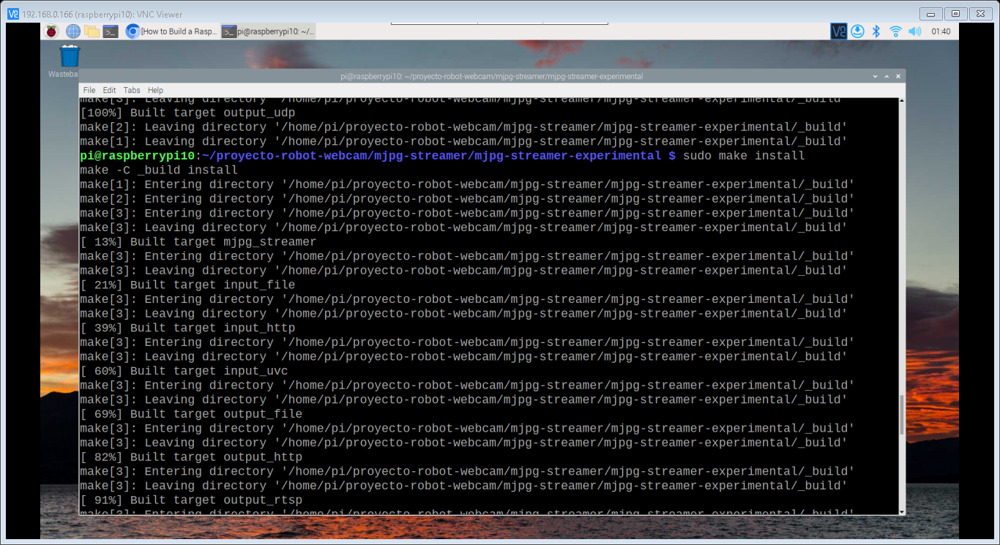 192.168.0.166 (raspberrypi10): VNC Viewer
[How to Build a Rasp...
pi@raspberrypi10: ~/...
01:40
Wasteba
pi@raspberrypi10: ~/proyecto-robot-webcam/mjpg-streamer/mjpg-streamer-experimental
File Edit Tabs Help
make[3]: Leaving directory '/home/pi/proyecto-robot-webcam/mjpg-streamer/mjpg-streamer-experimental/_build'
[100%] Built target output_udp
make[2]: Leaving directory '/home/pi/proyecto-robot-webcam/mjpg-streamer/mjpg-streamer-experimental/_build'
make[1]: Leaving directory '/home/pi/proyecto-robot-webcam/mjpg-streamer/mjpg-streamer-experimental/_build'
pi@raspberrypi10:~/proyecto-robot-webcam/mjpg-streamer/mjpg-streamer-experimental $ sudo make install
make -C _build install
make[1]: Entering directory '/home/pi/proyecto-robot-webcam/mjpg-streamer/mjpg-streamer-experimental/_build'
make[2]: Entering directory '/home/pi/proyecto-robot-webcam/mjpg-streamer/mjpg-streamer-experimental/_build'
make[3]: Entering directory '/home/pi/proyecto-robot-webcam/mjpg-streamer/mjpg-streamer-experimental/_build'
make[3]: Leaving directory '/home/pi/proyecto-robot-webcam/mjpg-streamer/mjpg-streamer-experimental/_build'
[ 13%] Built target mjpg_streamer
make[3]: Entering directory '/home/pi/proyecto-robot-webcam/mjpg-streamer/mjpg-streamer-experimental/_build'
make[3]: Leaving directory '/home/pi/proyecto-robot-webcam/mjpg-streamer/mjpg-streamer-experimental/_build'
[ 21%] Built target input_file
make[3]: Entering directory '/home/pi/proyecto-robot-webcam/mjpg-streamer/mjpg-streamer-experimental/_build'
make[3]: Leaving directory '/home/pi/proyecto-robot-webcam/mjpg-streamer/mjpg-streamer-experimental/_build'
[ 39%] Built target input_http
make[3]: Entering directory '/home/pi/proyecto-robot-webcam/mjpg-streamer/mjpg-streamer-experimental/_build'
make[3]: Leaving directory '/home/pi/proyecto-robot-webcam/mjpg-streamer/mjpg-streamer-experimental/_build'
[ 60%] Built target input_uvc
make[3]: Entering directory '/home/pi/proyecto-robot-webcam/mjpg-streamer/mjpg-streamer-experimental/_build'
make[3]: Leaving directory '/home/pi/proyecto-robot-webcam/mjpg-streamer/mjpg-streamer-experimental/_build'
[ 69%] Built target output_file
make[3]: Entering directory '/home/pi/proyecto-robot-webcam/mjpg-streamer/mjpg-streamer-experimental/_build'
make[3]: Leaving directory '/home/pi/proyecto-robot-webcam/mjpg-streamer/mjpg-streamer-experimental/_build'
[ 82%] Built target output_http
make[3]: Entering directory '/home/pi/proyecto-robot-webcam/mjpg-streamer/mjpg-streamer-experimental/_build'
make[3]: Leaving directory '/home/pi/proyecto-robot-webcam/mjpg-streamer/mjpg-streamer-experimental/_build'
[ 91%] Built target output_rtsp
make[3]: Entering directory '/home/pi/proyecto-robot-webcam/mjpg-streamer/mjpg-streamer-experimental/_build'